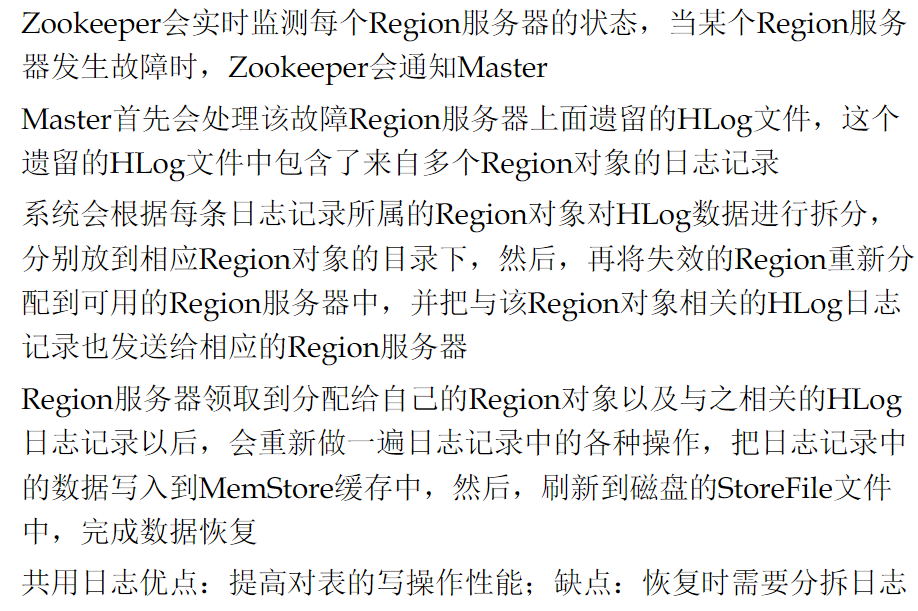 Zookeeper会实时监测每个Region服务器的状态，当某个Region服务
器发生故障时，Zookeeper会通知Master
Master首先会处理该故障Region服务器上面遗留的HLog文件，这个
遗留的HLog文件中包含了来自多个Region对象的日志记录
系统会根据每条日志记录所属的Region对象对HLog数据进行拆分，
分别放到相应Region对象的目录下，然后，再将失效的Region重新分
配到可用的Region服务器中，并把与该Region对象相关的HLog日志
记录也发送给相应的Region服务器
Region服务器领取到分配给自己的Region对象以及与之相关的HLog
日志记录以后，会重新做一遍日志记录中的各种操作，把日志记录中
的数据写入到MemStore缓存中，然后，刷新到磁盘的StoreFile文件
中，完成数据恢复
共用日志优点：提高对表的写操作性能；缺点：恢复时需要分拆日志